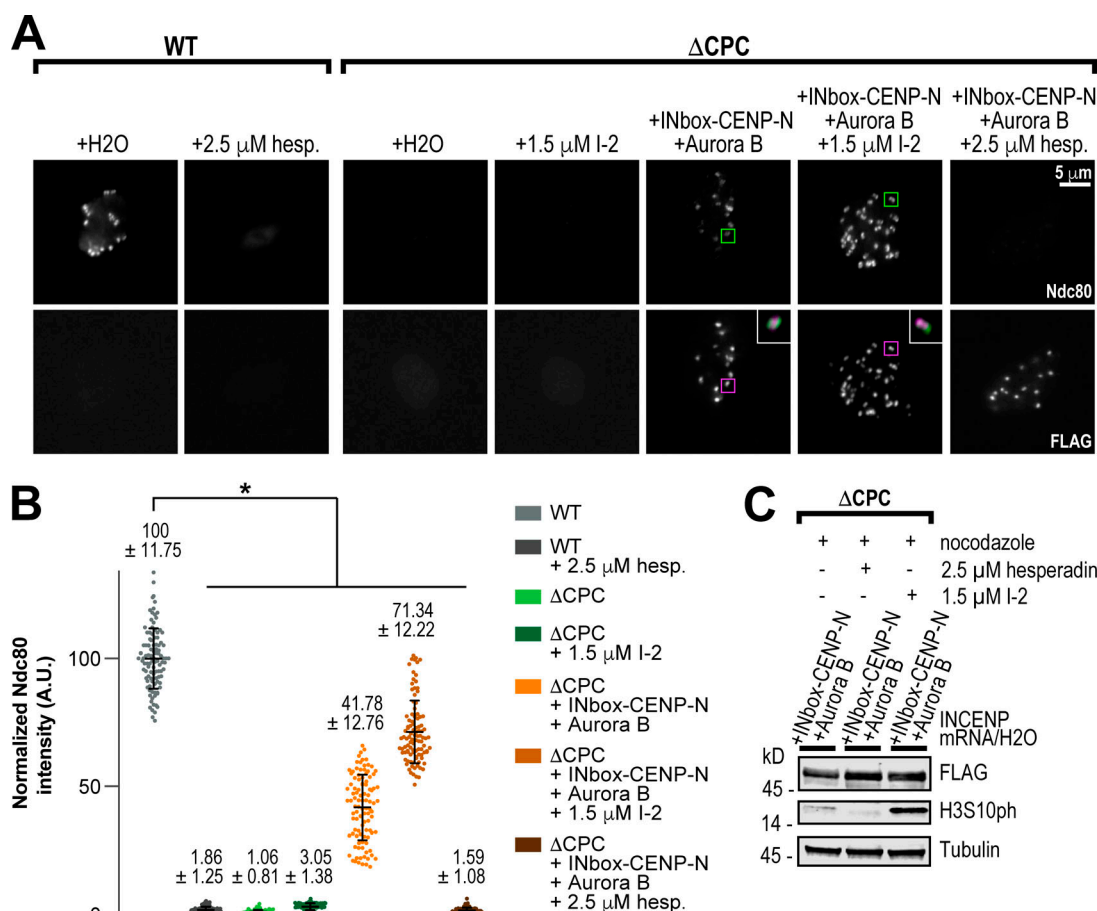 A
WT
ΔCPC
+H2O
+2.5 μM hesp.
+H2O
+1.5 μM I-2
+INbox-CENP-N
+Aurora B
+INbox-CENP-N
+Aurora B
+1.5 μM I-2
+INbox-CENP-N
+Aurora B
+2.5 μM hesp.
5 μm
Ndc80
FLAG
B
Normalized Ndc80
intensity (A.U.)
100
50
*
100
± 11.75
1.86
± 1.25
1.06
± 0.81
3.05
± 1.38
41.78
± 12.76
71.34
± 12.22
1.59
± 1.08
WT
WT
+ 2.5 μM hesp.
ΔCPC
ΔCPC
+ 1.5 μM I-2
ΔCPC
+ INbox-CENP-N
+ Aurora B
ΔCPC
+ INbox-CENP-N
+ Aurora B
+ 1.5 μM I-2
ΔCPC
+ INbox-CENP-N
+ Aurora B
+ 2.5 μM hesp.
C
ΔCPC
+ + + nocodazole
- + - 2.5 μM hesperadin
- - + 1.5 μM I-2
+INbox-CENP-N
+Aurora B
+INbox-CENP-N
+Aurora B
+INbox-CENP-N
+Aurora B
INCENP
mRNA/H2O
kD
45 -
FLAG
14 -
H3S10ph
45 -
Tubulin